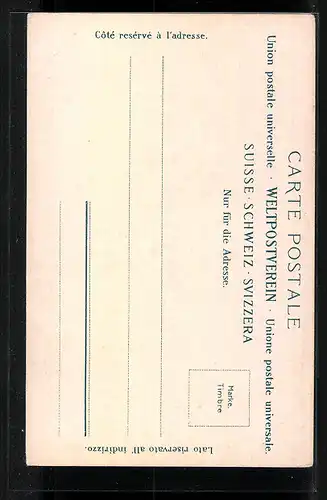 CARTE POSTALE
Union postale universelle · WELTPOSTVEREIN · Unione postale universale.
SUISSE · SCHWEIZ · SVIZZERA
Nur für die Adresse.
Côté resérvé à l'adresse.
Marke.
Timbre
Lato riservato all' indirizzo.